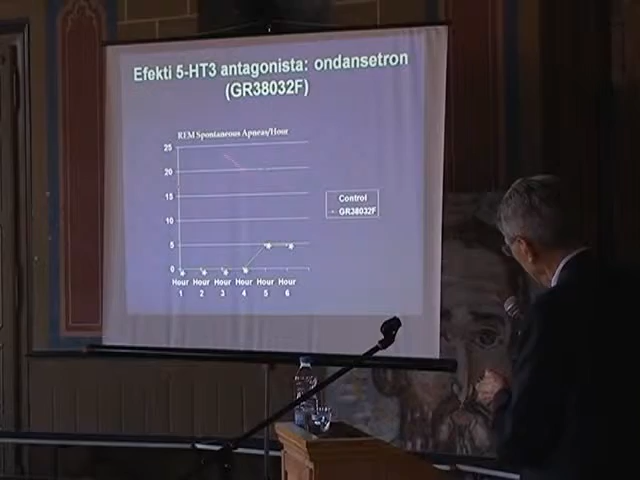 Efekti 5-HT3 antagonista: ondansetron
(GR38032F)
REM Spontaneous Apneas/Hour
25
20
15
10
5
0
Hour Hour Hour Hour Hour Hour
1 2 3 4 5 6
Control
GR38032F